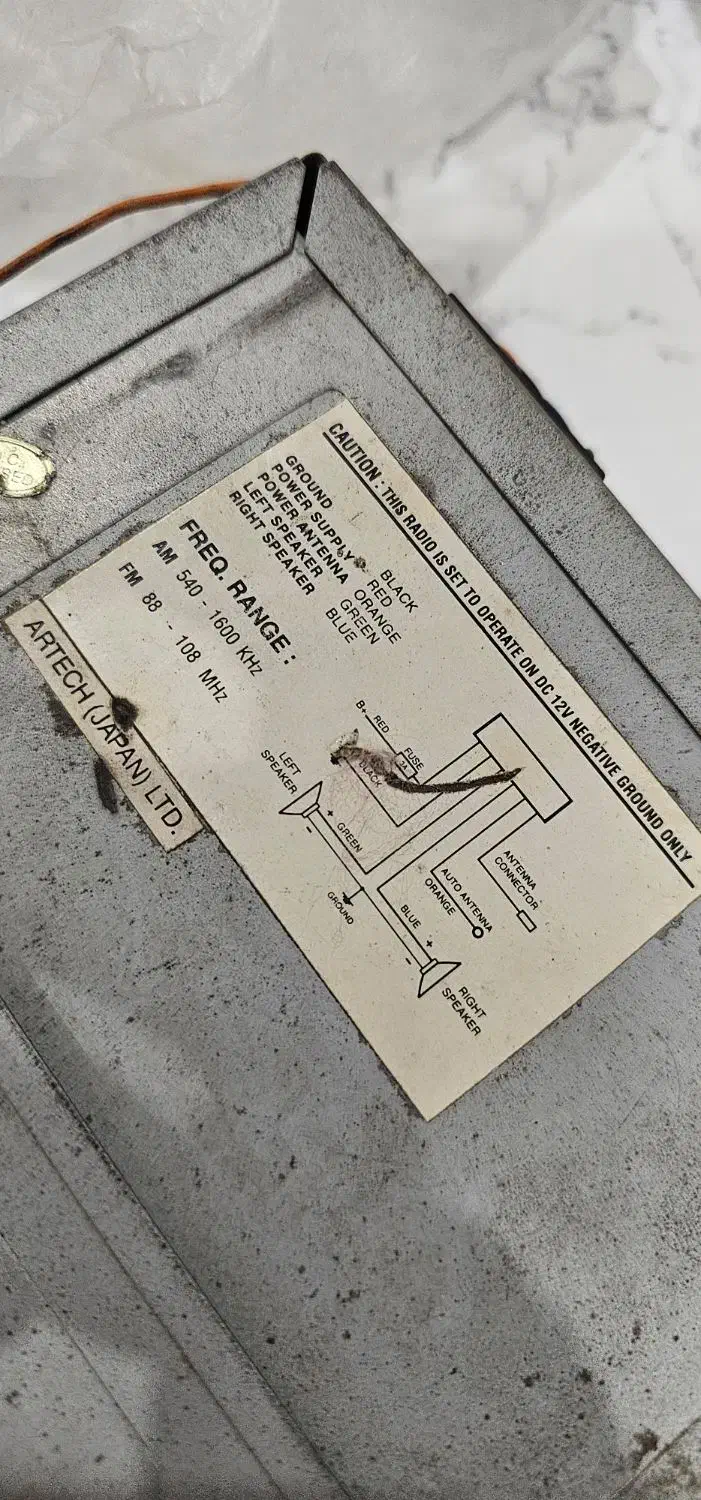 CAUTION : THIS RADIO IS SET TO OPERATE ON DC 12V NEGATIVE GROUND ONLY
GROUND BLACK
POWER SUPPLY RED
POWER ANTENNA ORANGE
LEFT SPEAKER GREEN
RIGHT SPEAKER BLUE
FREQ. RANGE :
AM 540 - 1600 KHz
FM 88 - 108 MHz
ARTECH (JAPAN) LTD.
B+ RED
FUSE
BLACK
LEFT
SPEAKER
+
-
GREEN
GROUND
BLUE
+
-
RIGHT
SPEAKER
AUTO ANTENNA
ORANGE
ANTENNA
CONNECTOR